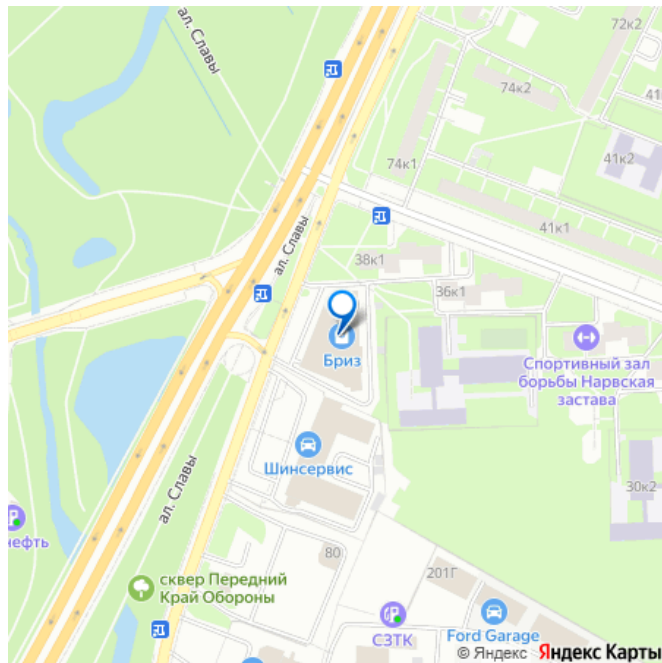 ал. Славы
72к2
74к2
41
41к2
74к1
41к1
ал. Славы
38к1
36к1
Бриз
Спортивный зал
борьбы Нарвская
застава
Шинсервис
ал. Славы
30к2
нефть
80
сквер Передний
Край Обороны
201Г
СЗТК
Ford Garage
© Яндекс Яндекс Карты